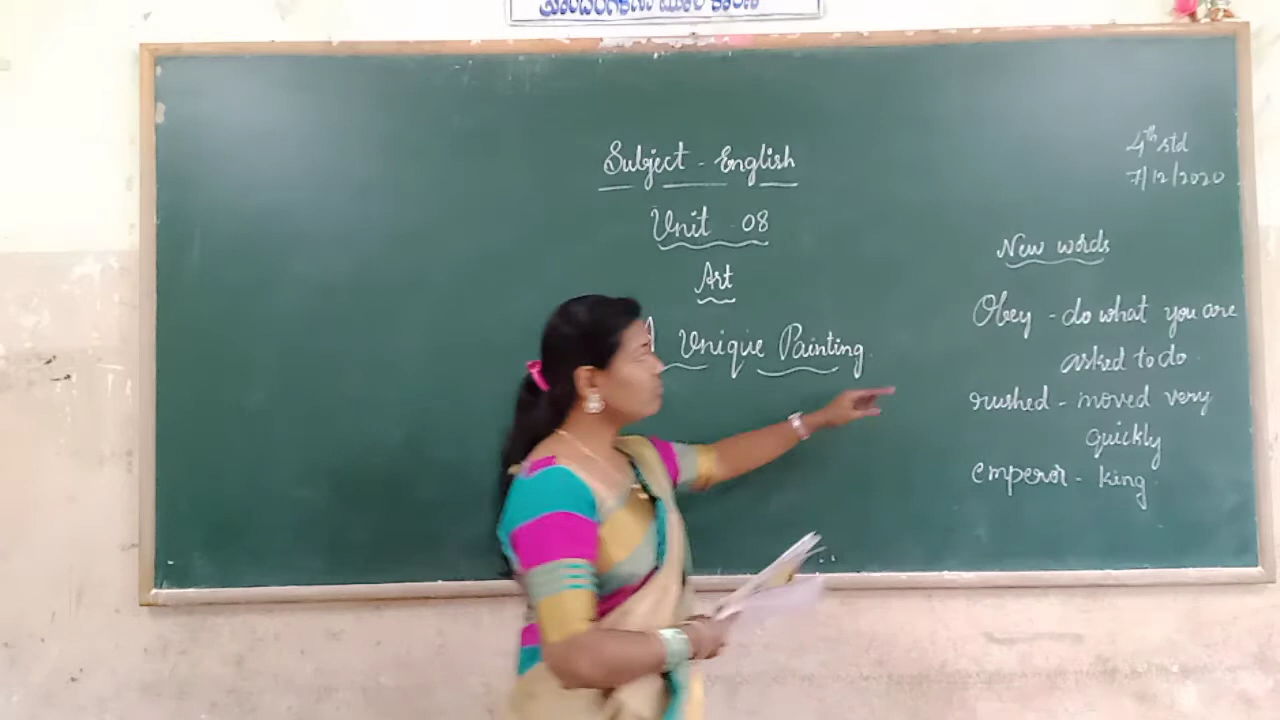 Subject - English
Unit - 08
Art
A Unique Painting
4th std
7/12/2020
New words
Obey - do what you are
asked to do
rushed - moved very
quickly
emperor - king